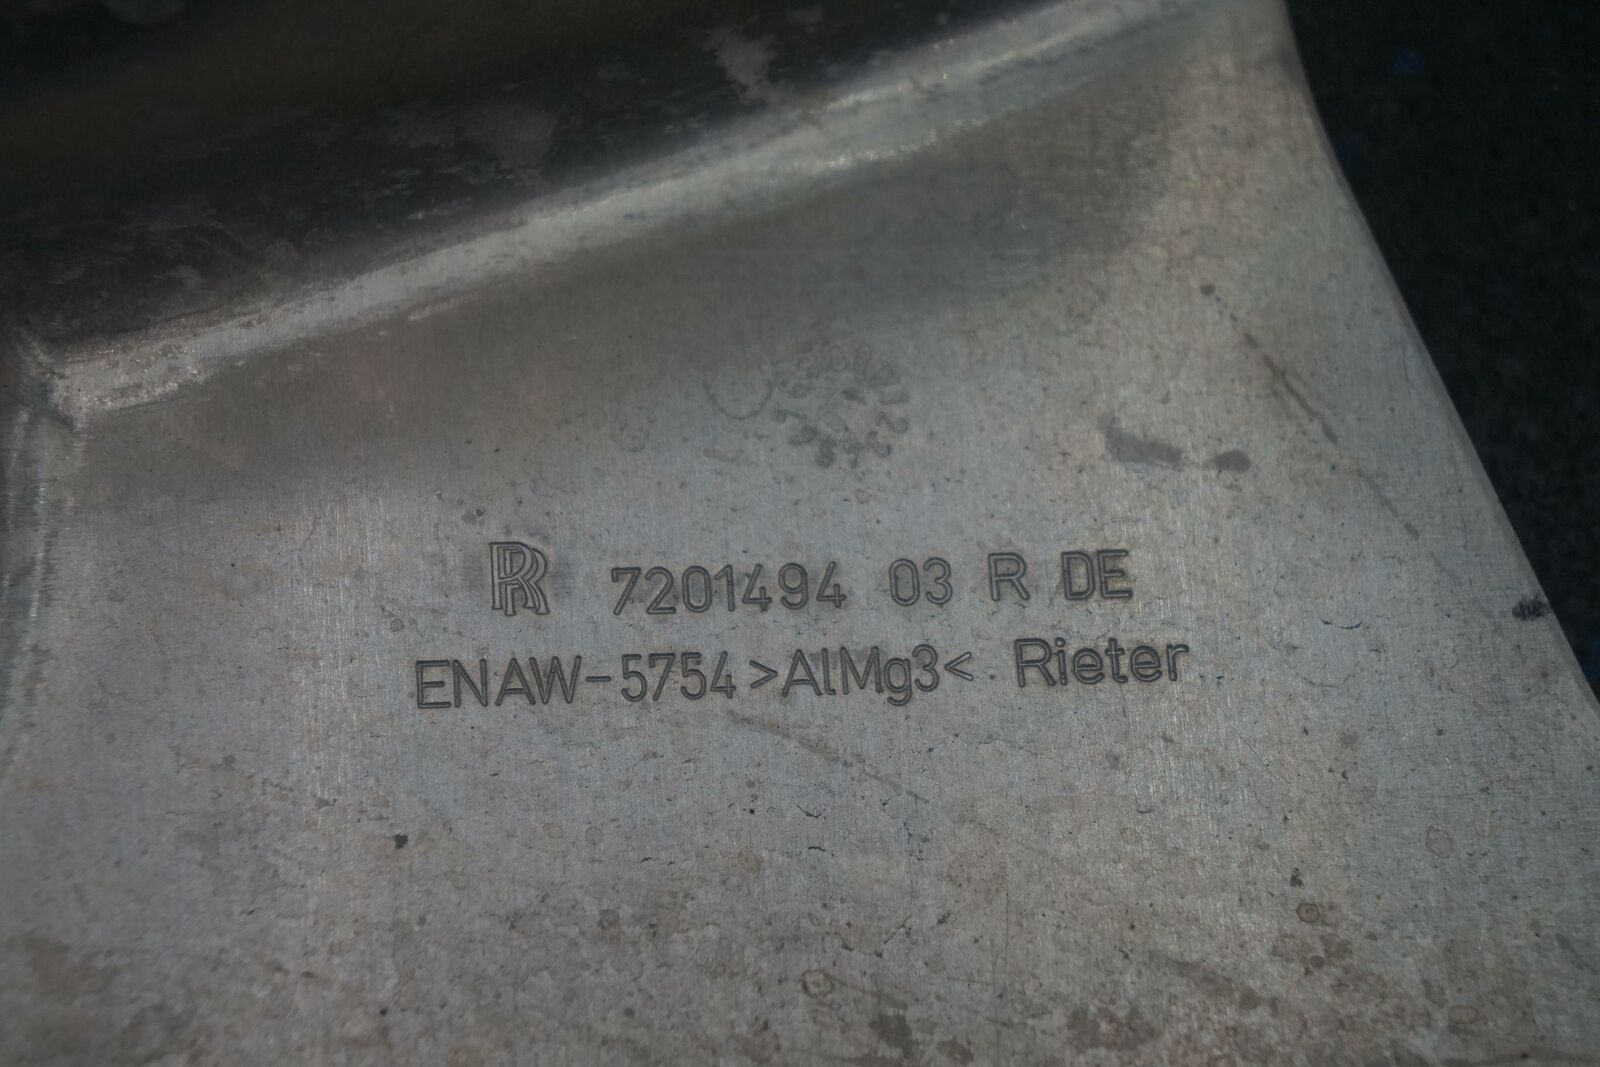 RR 7201494 03 R DE
ENAW-5754 >AlMg3< Rieter